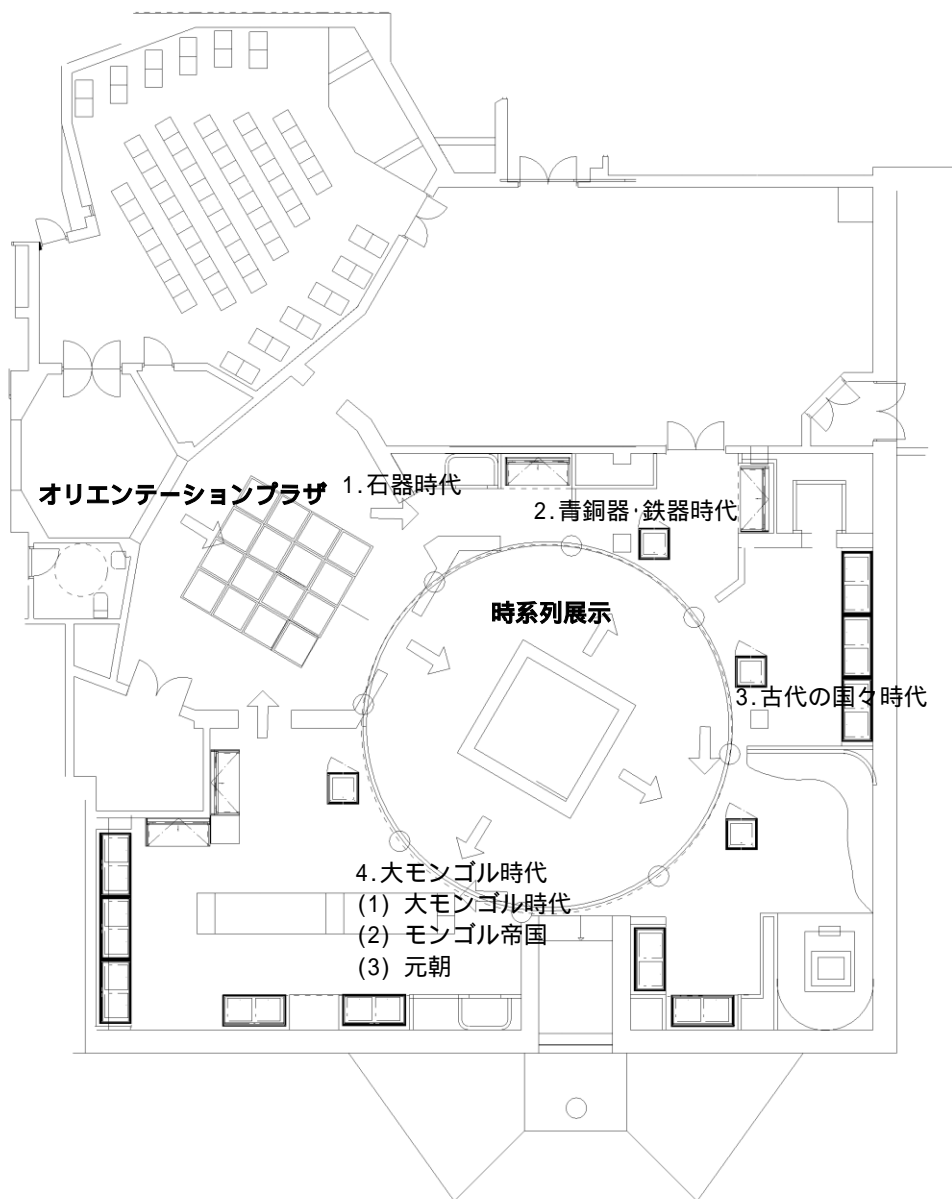 オリエンテーションプラザ
1.石器時代
2.青銅器･鉄器時代
時系列展示
3.古代の国々時代
4.大モンゴル時代
(1) 大モンゴル時代
(2) モンゴル帝国
(3) 元朝